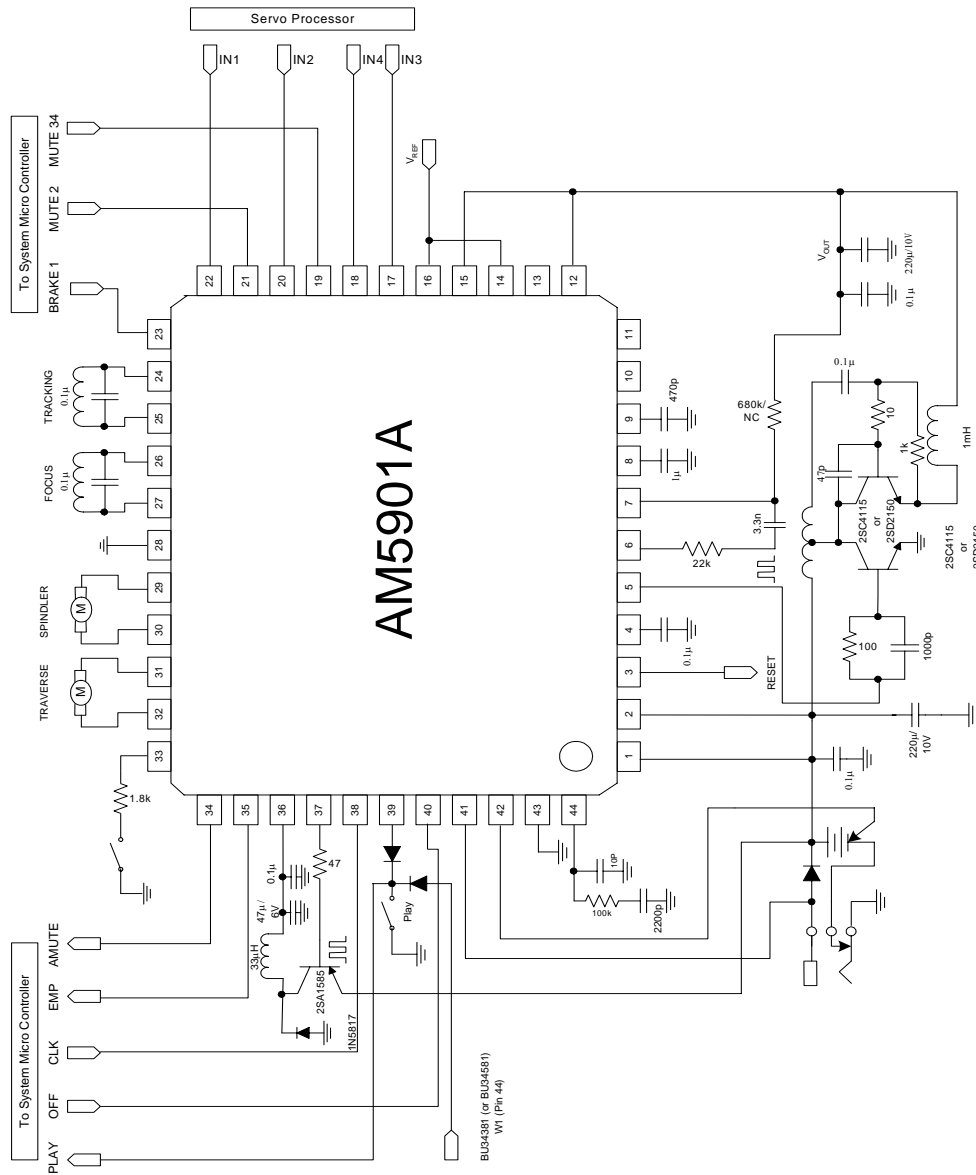 Servo Processor
IN1
IN2
IN4
IN3
To System Micro Controller
MUTE 34
MUTE 2
BRAKE 1
VREF
22
21
20
19
18
17
16
15
14
13
12
23
24
25
26
27
28
29
30
31
32
33
11
10
9
8
7
6
5
4
3
2
1
34
35
36
37
38
39
40
41
42
43
44
AM5901A
TRACKING
0.1µ
FOCUS
0.1µ
SPINDLER
M
TRAVERSE
M
1.8k
470p
1µ
0.1µ
RESET
22k
3.3n
680k/
NC
VOUT
220µ/10V
0.1µ
0.1µ
10
1k
47p
1mH
2SC4115
or
2SD2150
2SC4115
or
2SD2150
100
1000p
220µ/
10V
0.1µ
To System Micro Controller
AMUTE
EMP
CLK
OFF
PLAY
47
0.1µ
47µ/
6V
33µH
2SA1585
1N5817
Play
10P
100k
2200p
BU34381 (or BU34581)
W1 (Pin 44)